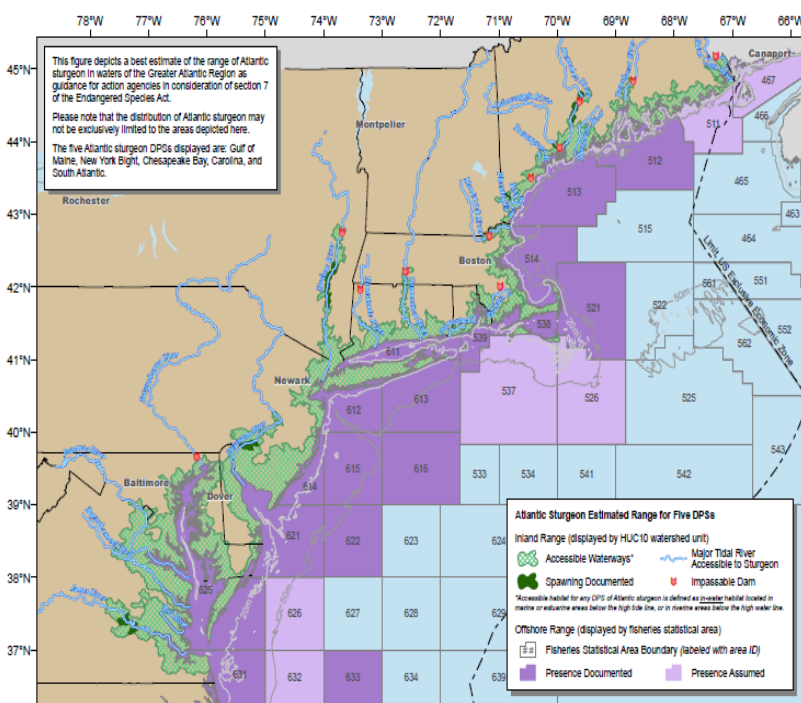 78°W 77°W 76°W 75°W 74°W 73°W 72°W 71°W 70°W 69°W 68°W 67°W 66°W
This figure depicts a best estimate of the range of Atlantic
sturgeon in waters of the Greater Atlantic Region as
guidance for action agencies in consideration of section 7
of the Endangered Species Act.
Please note that the distribution of Atlantic sturgeon may
not be exclusively limited to the areas depicted here.
The five Atlantic sturgeon DPSs displayed are: Gulf of
Maine, New York Bight, Chesapeake Bay, Carolina, and
South Atlantic.
Canaport
45°N
467
466
511
Montpelier
44°N
512
465
513
Rochester
43°N
463
515
464
Boston
514
Limit, US Exclusive Economic Zone
42°N
561
551
521
522
50m
552
538
562
539
41°N
611
Newark
537
526
525
612
613
40°N
543
615
616
533
534
541
542
Baltimore
614
Dover
39°N
621
622
623
624
38°N
625
626
627
628
629
20m
50m
37°N
631
632
633
634
639
Atlantic Sturgeon Estimated Range for Five DPSs
Inland Range (displayed by HUC10 watershed unit)
Accessible Waterways*
Major Tidal River
Accessible to Sturgeon
Spawning Documented
Impassable Dam
*Accessible habitat for any DPS of Atlantic sturgeon is defined as in-water habitat located in
marine or estuarine areas below the high tide line, or in riverine areas below the high water line.
Offshore Range (displayed by fisheries statistical area)
## Fisheries Statistical Area Boundary (labeled with area ID)
Presence Documented
Presence Assumed